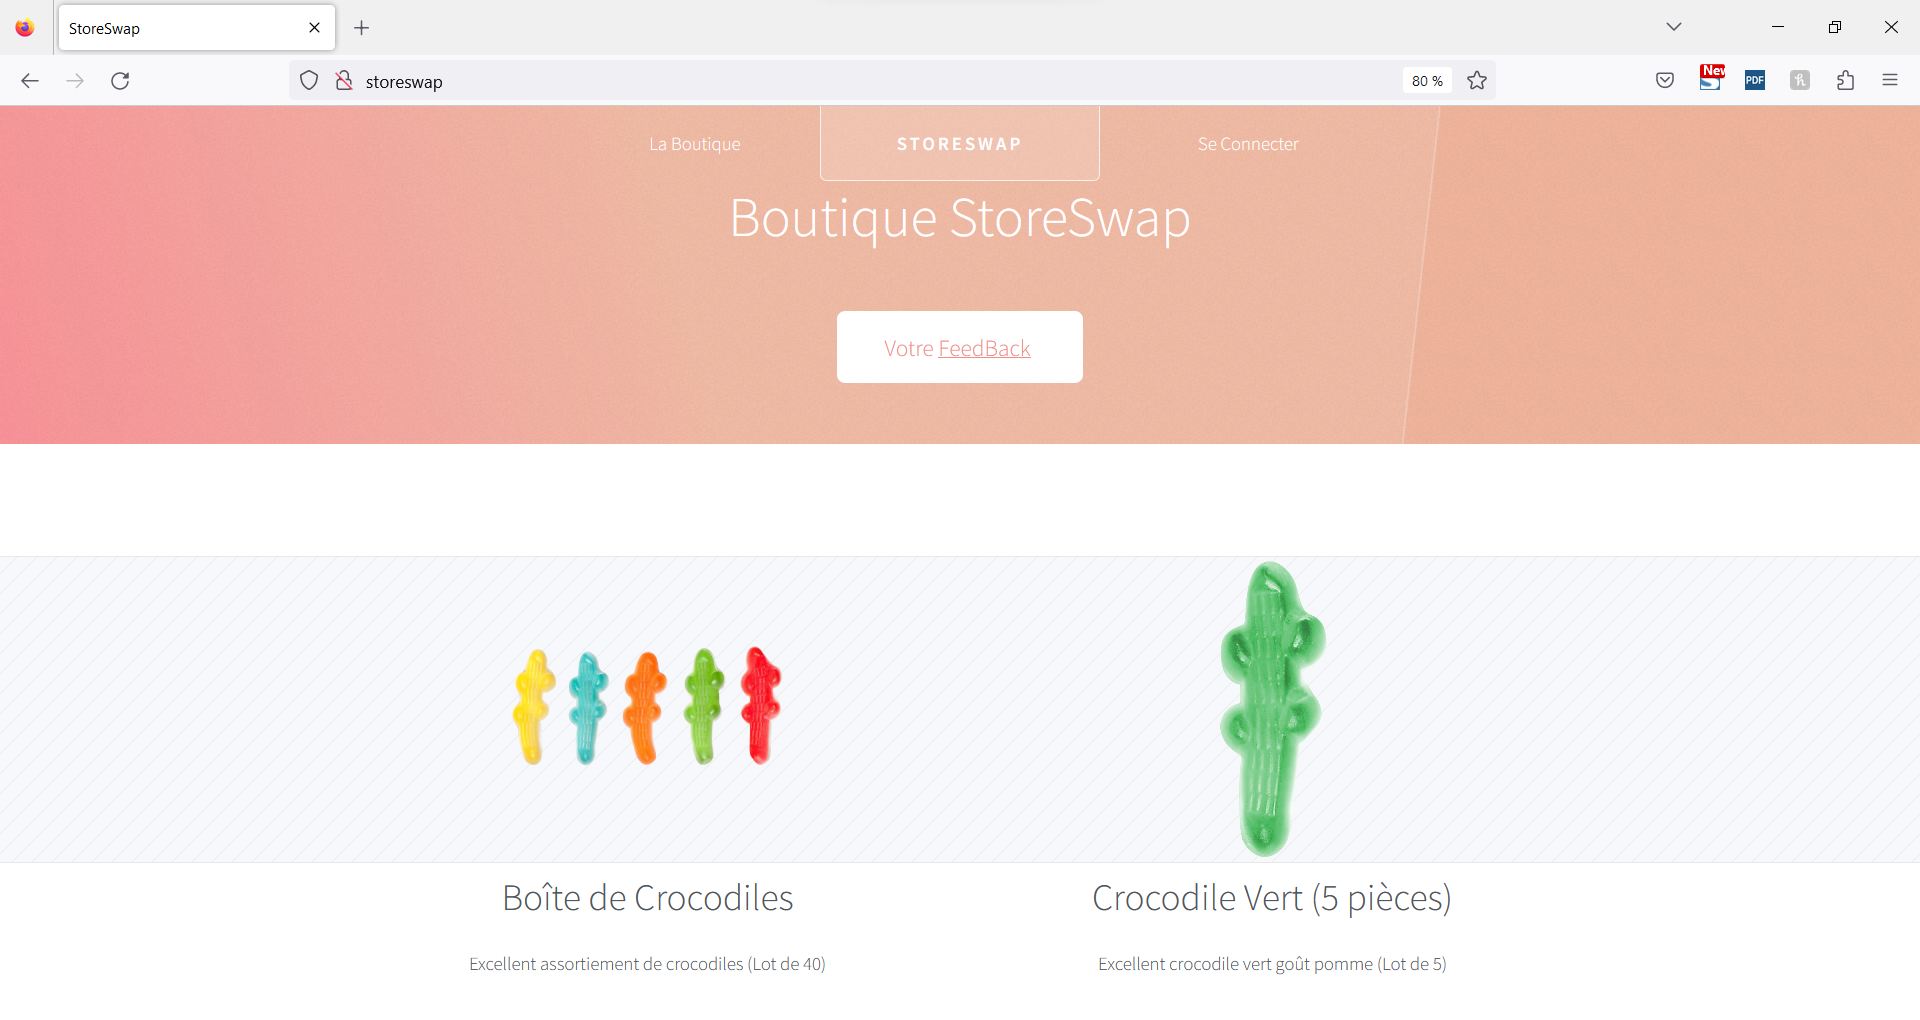 StoreSwap
storeswap
80 %
New
PDF
La Boutique
STORESWAP
Se Connecter
Boutique StoreSwap
Votre FeedBack
Boîte de Crocodiles
Crocodile Vert (5 pièces)
Excellent assortiement de crocodiles (Lot de 40)
Excellent crocodile vert goût pomme (Lot de 5)